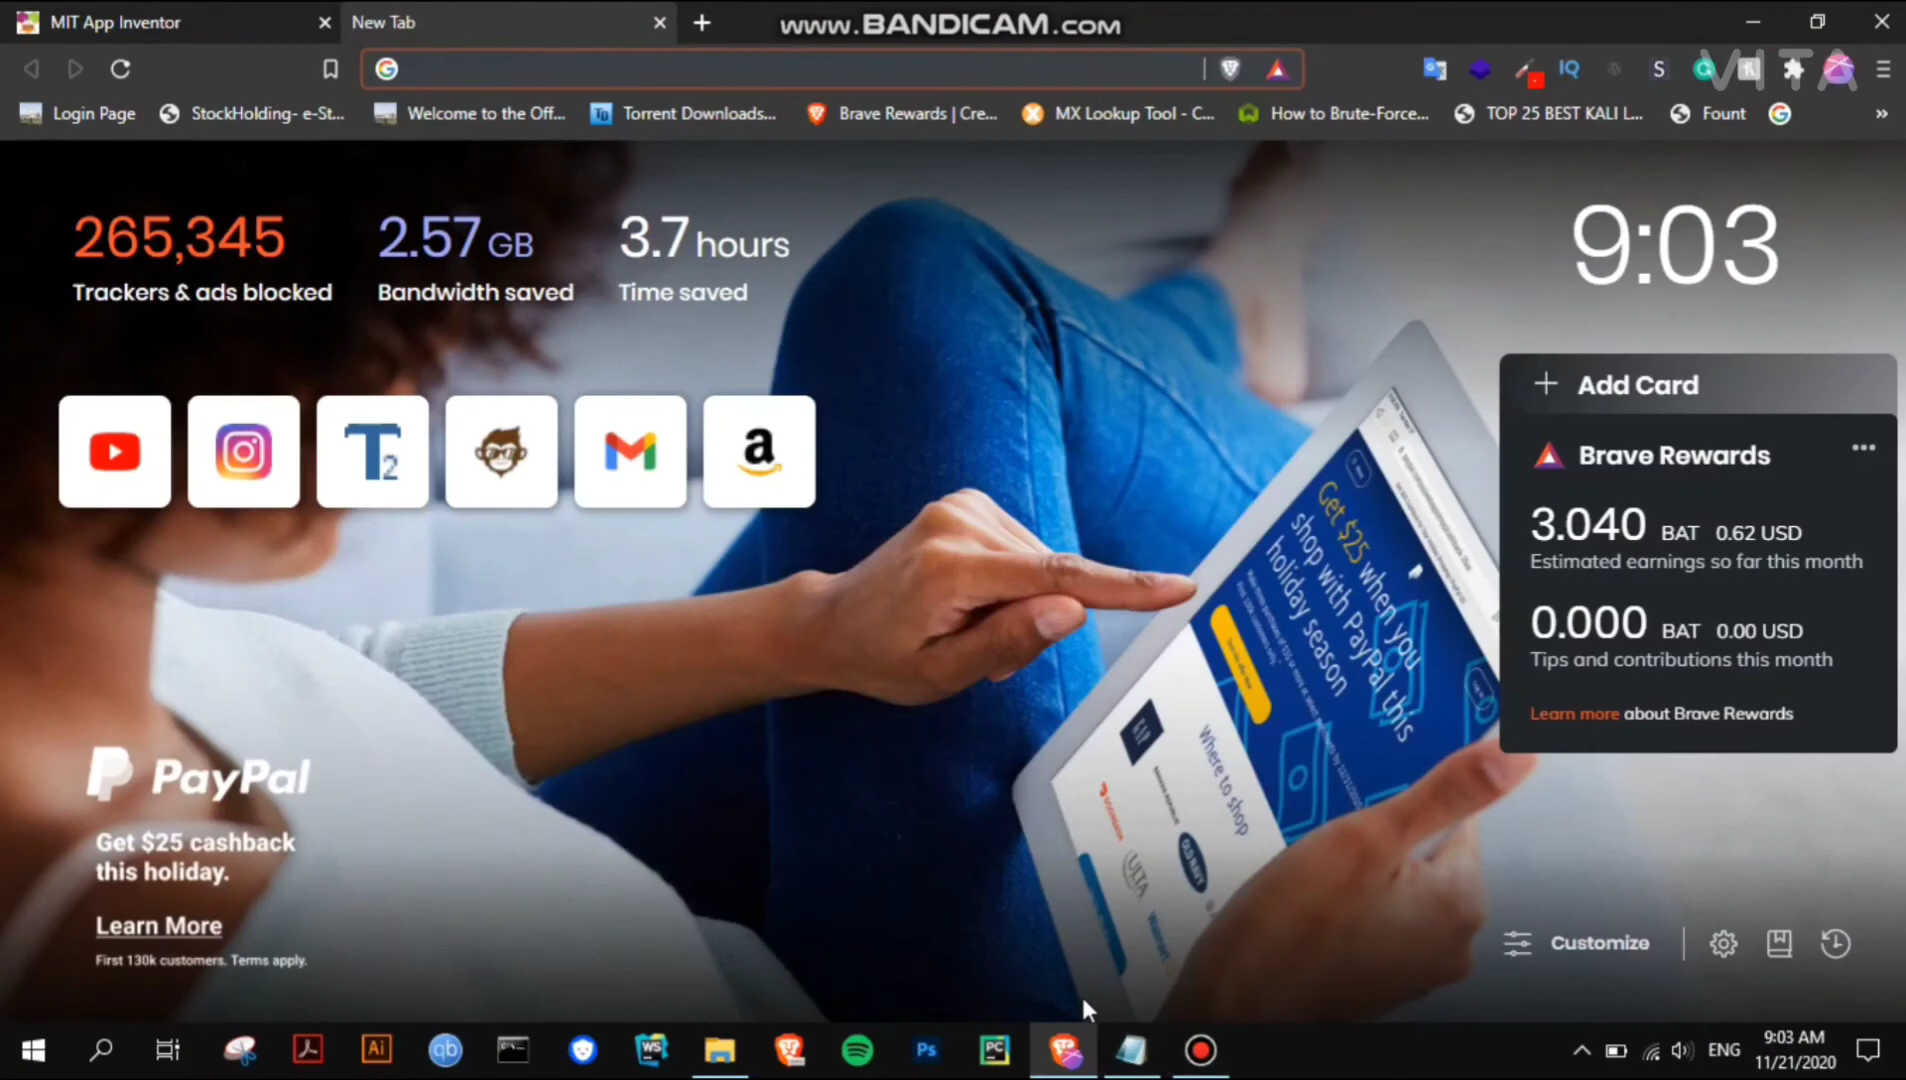 MIT App Inventor
New Tab
www.BANDICAM.com
VITA
Login Page
StockHolding- e-St...
Welcome to the Off...
Torrent Downloads...
Brave Rewards | Cre...
MX Lookup Tool - C...
How to Brute-Force...
TOP 25 BEST KALI L...
Fount
»
265,345
Trackers & ads blocked
2.57 GB
Bandwidth saved
3.7 hours
Time saved
9:03
Add Card
Brave Rewards
3.040 BAT 0.62 USD
Estimated earnings so far this month
0.000 BAT 0.00 USD
Tips and contributions this month
Learn more about Brave Rewards
Get $25 when you
shop with PayPal this
holiday season
Where to shop
GAP
OLD NAVY
ULTA
Walmart
PayPal
Get $25 cashback
this holiday.
Learn More
First 130k customers. Terms apply.
Customize
ENG
9:03 AM
11/21/2020